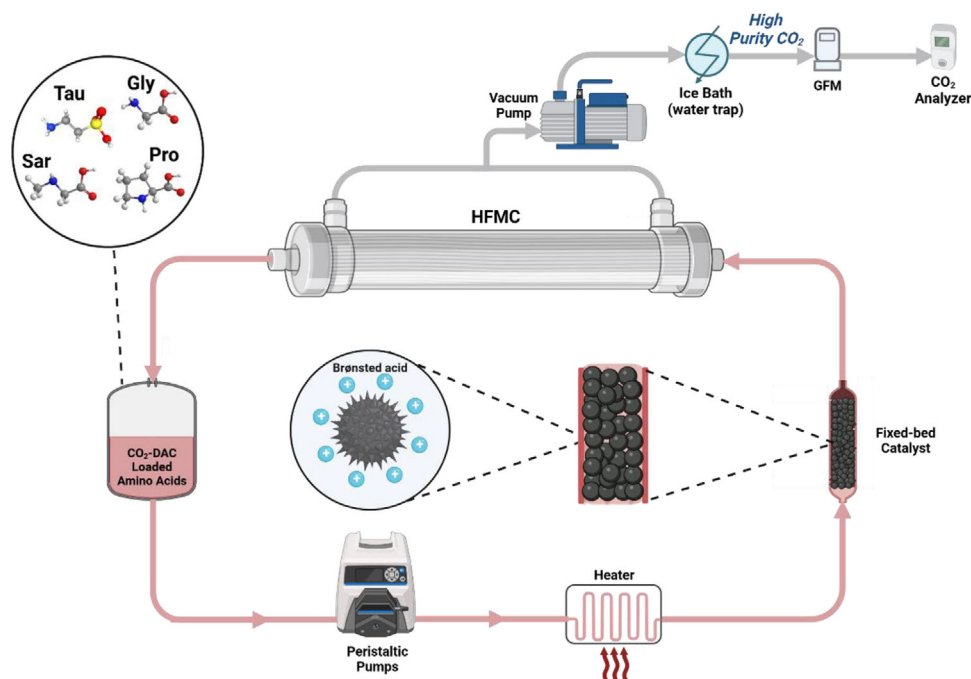 High
Purity CO₂
Vacuum
Pump
Ice Bath
(water trap)
GFM
CO₂
Analyzer
Tau
Gly
Sar
Pro
HFMC
Brønsted acid
Fixed-bed
Catalyst
CO₂-DAC
Loaded
Amino Acids
Heater
Peristaltic
Pumps